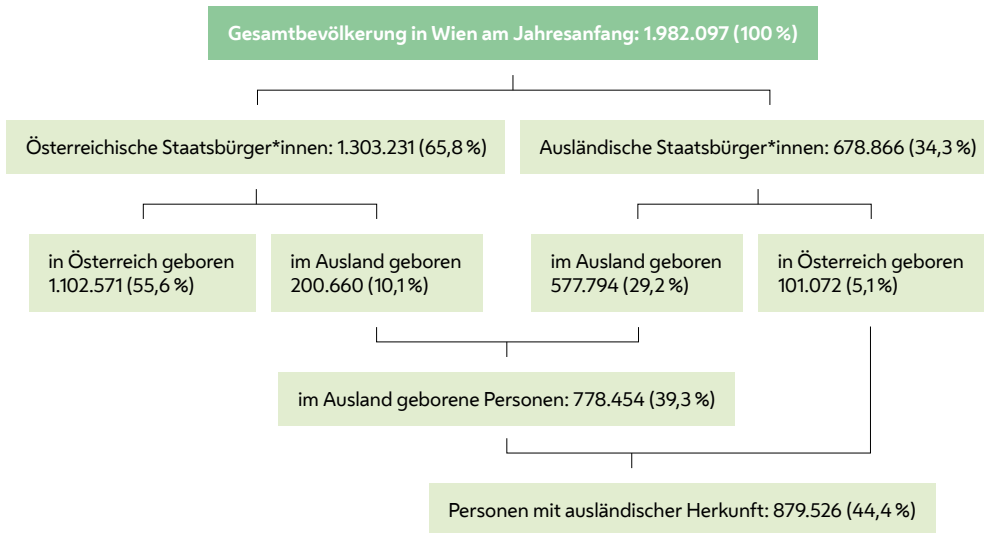 Gesamtbevölkerung in Wien am Jahresanfang: 1.982.097 (100 %)
Österreichische Staatsbürger*innen: 1.303.231 (65,8 %)
Ausländische Staatsbürger*innen: 678.866 (34,3 %)
in Österreich geboren
1.102.571 (55,6 %)
im Ausland geboren
200.660 (10,1 %)
im Ausland geboren
577.794 (29,2 %)
in Österreich geboren
101.072 (5,1 %)
im Ausland geborene Personen: 778.454 (39,3 %)
Personen mit ausländischer Herkunft: 879.526 (44,4 %)